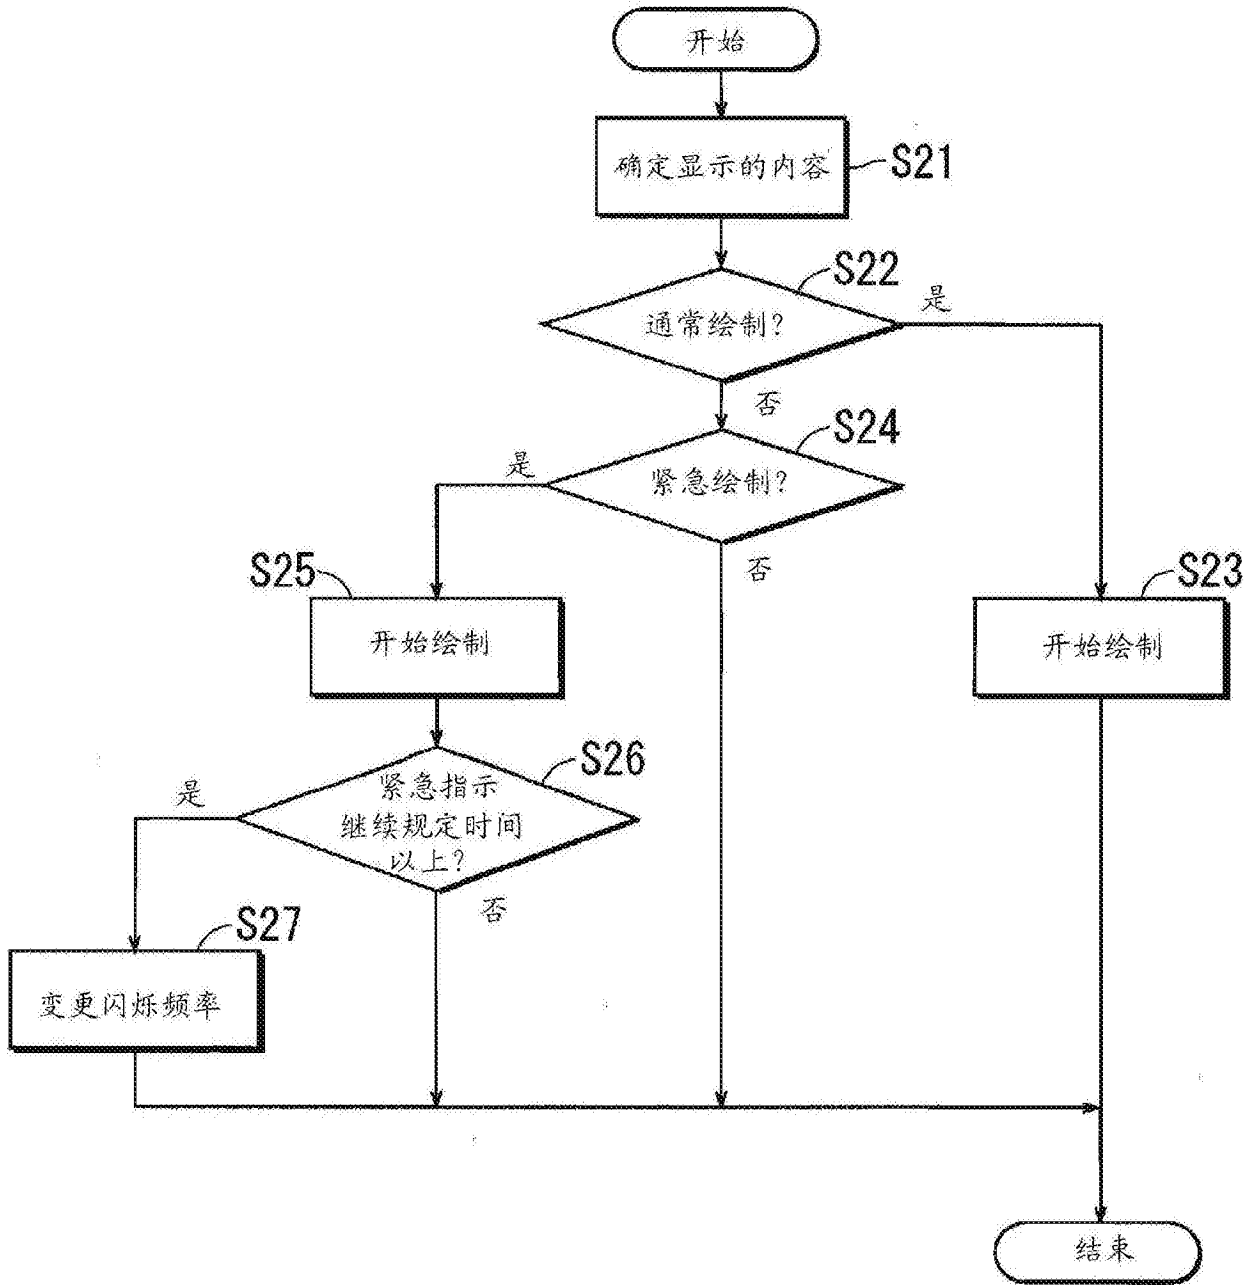 开始
确定显示的内容
S21
S22
通常绘制?
是
否
S24
紧急绘制?
是
否
S25
开始绘制
S23
开始绘制
S26
紧急指示
继续规定时间
以上?
是
否
S27
变更闪烁频率
结束